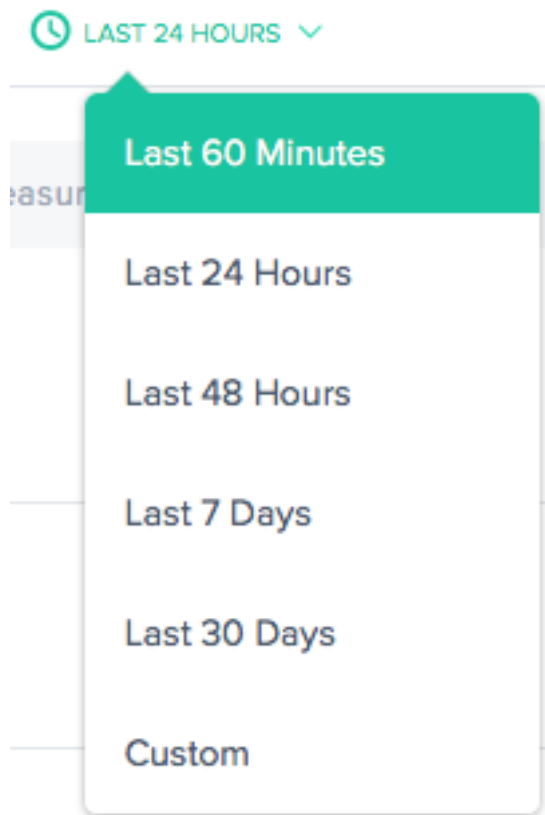 LAST 24 HOURS
Last 60 Minutes
Last 24 Hours
Last 48 Hours
Last 7 Days
Last 30 Days
Custom